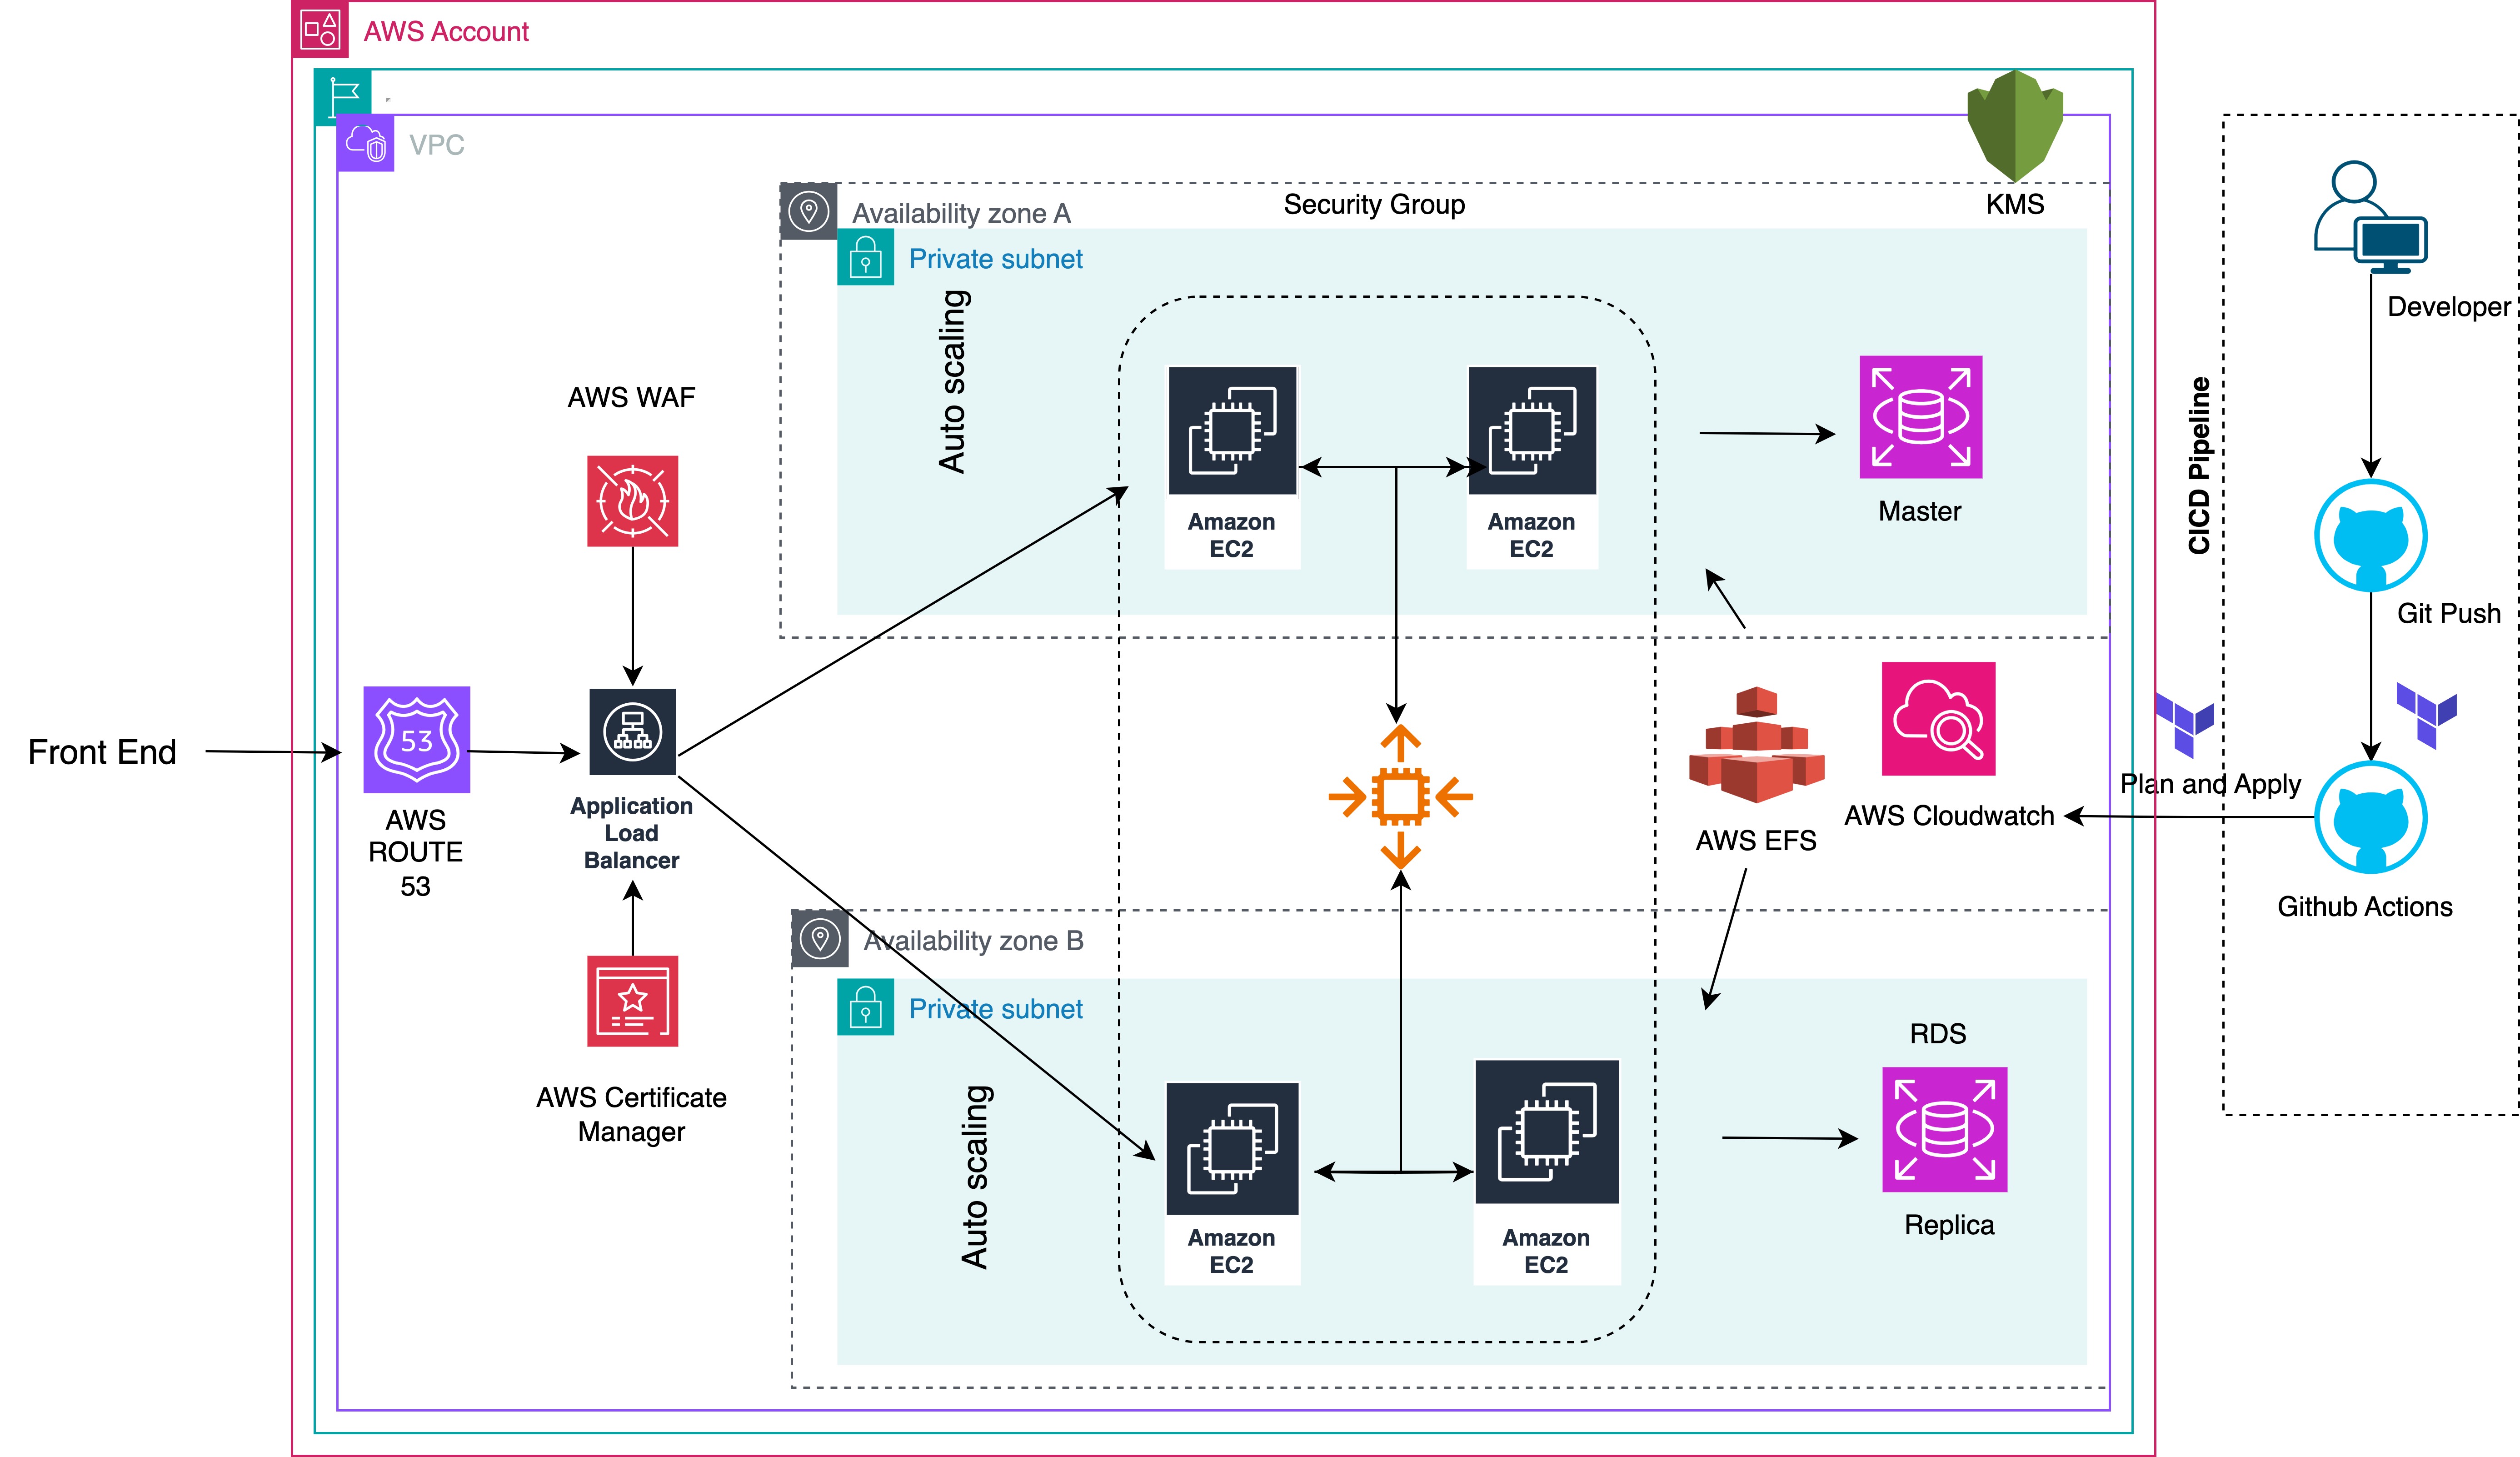 AWS Account
VPC
Availability zone A
Security Group
KMS
Private subnet
Auto scaling
Amazon
EC2
Amazon
EC2
Master
AWS WAF
Front End
53
AWS
ROUTE
53
Application
Load
Balancer
AWS Certificate
Manager
AWS EFS
AWS Cloudwatch
Availability zone B
Private subnet
Auto scaling
Amazon
EC2
Amazon
EC2
RDS
Replica
CICD Pipeline
Developer
Git Push
Plan and Apply
Github Actions